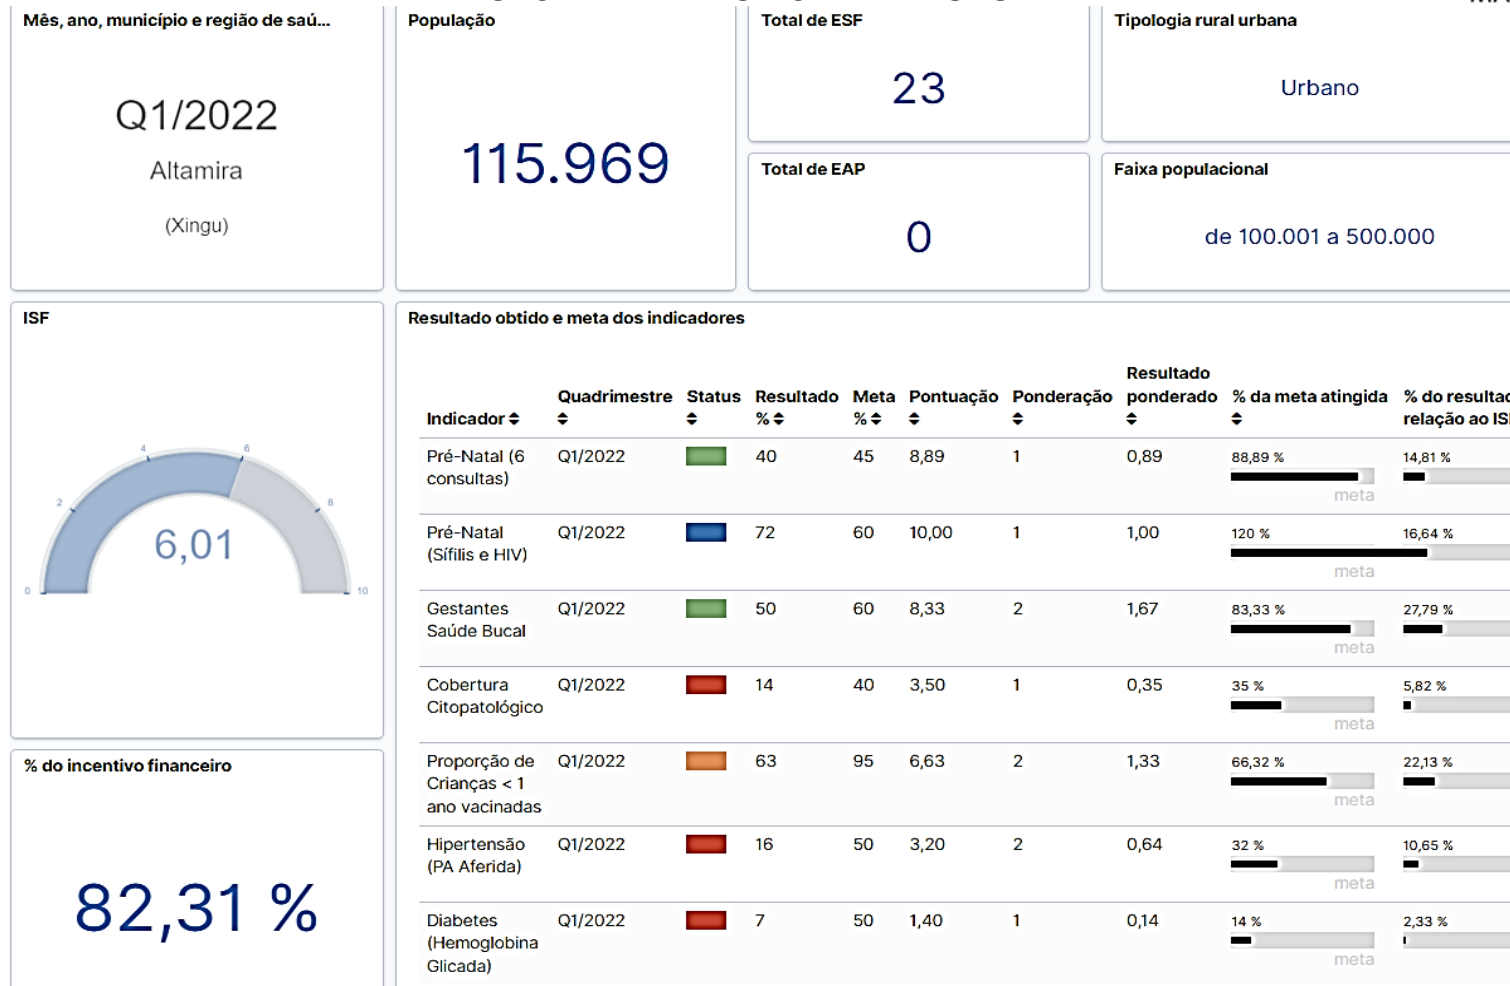 Mês, ano, município e região de saú...
Q1/2022
Altamira
(Xingu)
População
115.969
Total de ESF
23
Total de EAP
0
Tipologia rural urbana
Urbano
Faixa populacional
de 100.001 a 500.000
ISF
0 2 4 6 8 10
6,01
% do incentivo financeiro
82,31 %
Resultado obtido e meta dos indicadores
Indicador Quadrimestre Status Resultado % Meta % Pontuação Ponderação Resultado ponderado % da meta atingida % do resultad relação ao IS
Pré-Natal (6 Q1/2022 40 45 8,89 1 0,89 88,89 % 14,81 %
consultas) meta
Pré-Natal Q1/2022 72 60 10,00 1 1,00 120 % 16,64 %
(Sífilis e HIV) meta
Gestantes Q1/2022 50 60 8,33 2 1,67 83,33 % 27,79 %
Saúde Bucal meta
Cobertura Q1/2022 14 40 3,50 1 0,35 35 % 5,82 %
Citopatológico meta
Proporção de Q1/2022 63 95 6,63 2 1,33 66,32 % 22,13 %
Crianças < 1 meta
ano vacinadas
Hipertensão Q1/2022 16 50 3,20 2 0,64 32 % 10,65 %
(PA Aferida) meta
Diabetes Q1/2022 7 50 1,40 1 0,14 14 % 2,33 %
(Hemoglobina meta
Glicada)